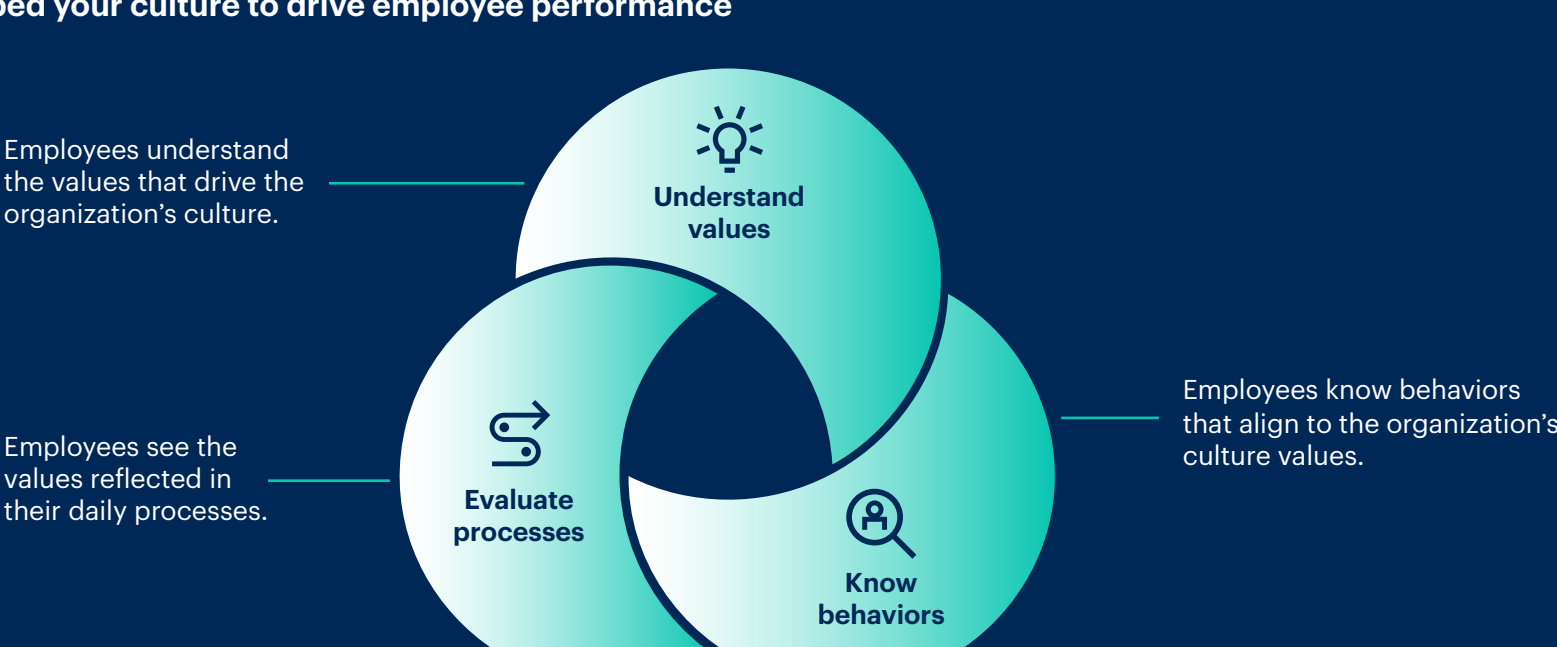 your culture to drive employee performance
Employees understand
the values that drive the
organization’s culture.
Understand
values
Employees know behaviors
that align to the organization’s
culture values.
Employees see the
values reflected in
their daily processes.
Evaluate
processes
Know
behaviors